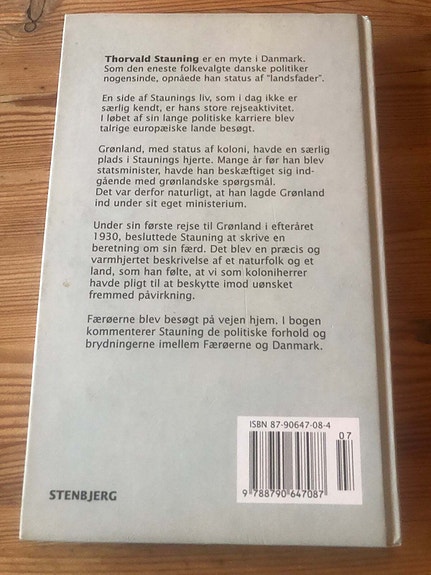 Thorvald Stauning er en myte i Danmark.
Som den eneste folkevalgte danske politiker
nogensinde, opnåede han status af "landsfader".
En side af Staunings liv, som i dag ikke er
særlig kendt, er hans store rejseaktivitet.
I løbet af sin lange politiske karriere blev
talrige europæiske lande besøgt.
Grønland, med status af koloni, havde en særlig
plads i Staunings hjerte. Mange år før han blev
statsminister, havde han beskæftiget sig ind-
gående med grønlandske spørgsmål.
Det var derfor naturligt, at han lagde Grønland
ind under sit eget ministerium.
Under sin første rejse til Grønland i efteråret
1930, besluttede Stauning at skrive en
beretning om sin færd. Det blev en præcis og
varmhjertet beskrivelse af et naturfolk og et
land, som han følte, at vi som koloniherrer
havde pligt til at beskytte imod uønsket
fremmed påvirkning.
Færøerne blev besøgt på vejen hjem. I bogen
kommenterer Stauning de politiske forhold og
brydningerne imellem Færøerne og Danmark.
ISBN 87-90647-08-4
07
9 788790 647087
STENBJERG